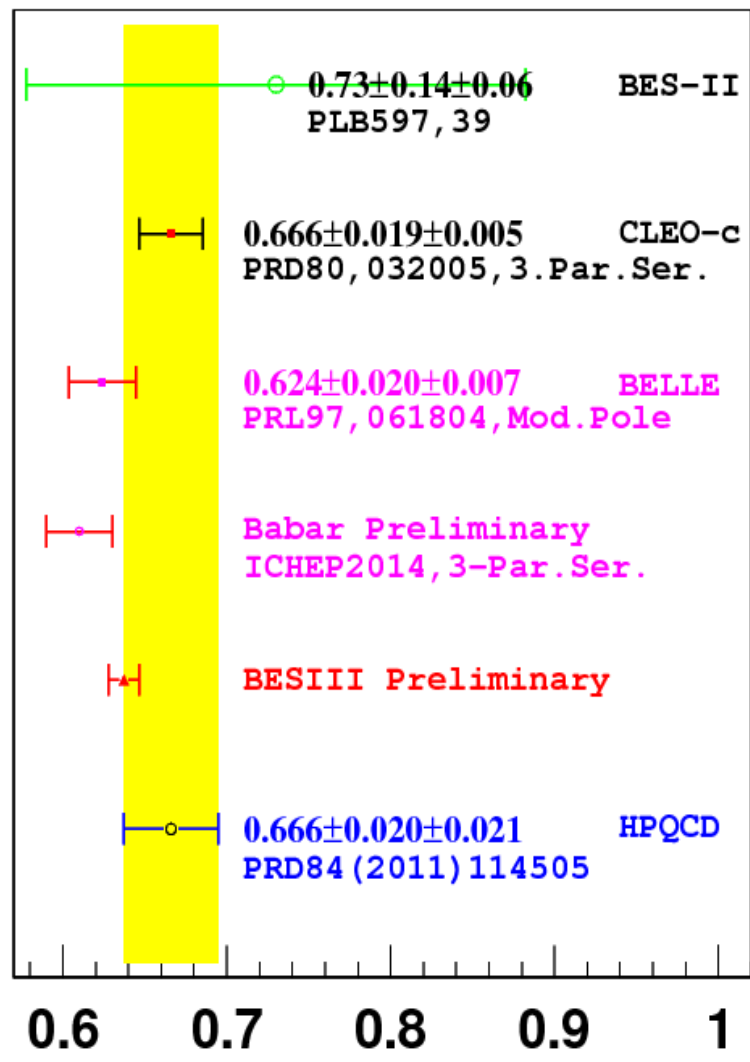 0.73±0.14±0.06 BES-II
PLB597,39
0.666±0.019±0.005 CLEO-c
PRD80,032005,3.Par.Ser.
0.624±0.020±0.007 BELLE
PRL97,061804,Mod.Pole
Babar Preliminary
ICHEP2014,3-Par.Ser.
BESIII Preliminary
0.666±0.020±0.021 HPQCD
PRD84(2011)114505
0.6 0.7 0.8 0.9 1